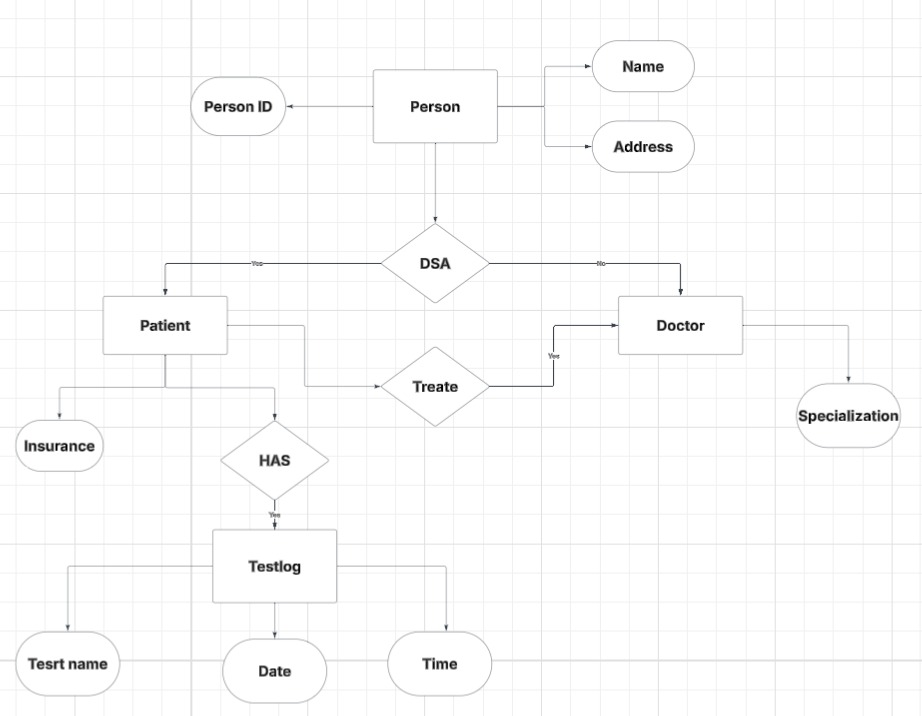 Name
Person ID
Person
Address
DSA
Yes
No
Patient
Doctor
Yes
Treate
Specialization
Insurance
HAS
Yes
Testlog
Tesrt name
Date
Time